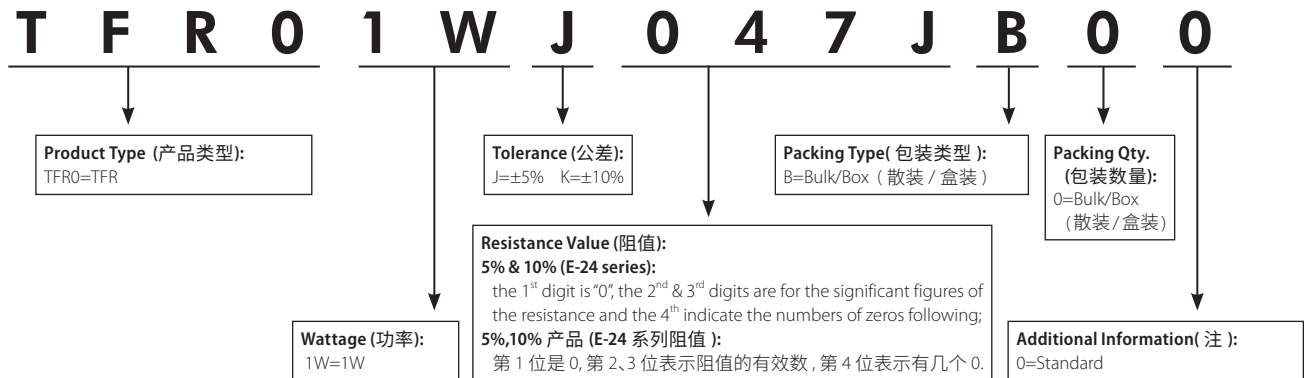 T F R 0 1 W J 0 4 7 J B 0 0
Product Type (产品类型):
TFR0=TFR
Tolerance (公差):
J=±5% K=±10%
Packing Type( 包装类型 ):
B=Bulk/Box ( 散装 / 盒装 )
Packing Qty.
(包装数量):
0=Bulk/Box
(散装/盒装)
Resistance Value (阻值):
5% & 10% (E-24 series):
the 1st digit is “0”, the 2nd & 3rd digits are for the significant figures of
the resistance and the 4th indicate the numbers of zeros following;
5%,10% 产品 (E-24 系列阻值 ):
第 1 位是 0, 第 2、3 位表示阻值的有效数 , 第 4 位表示有几个 0.
Wattage (功率):
1W=1W
Additional Information( 注 ):
0=Standard